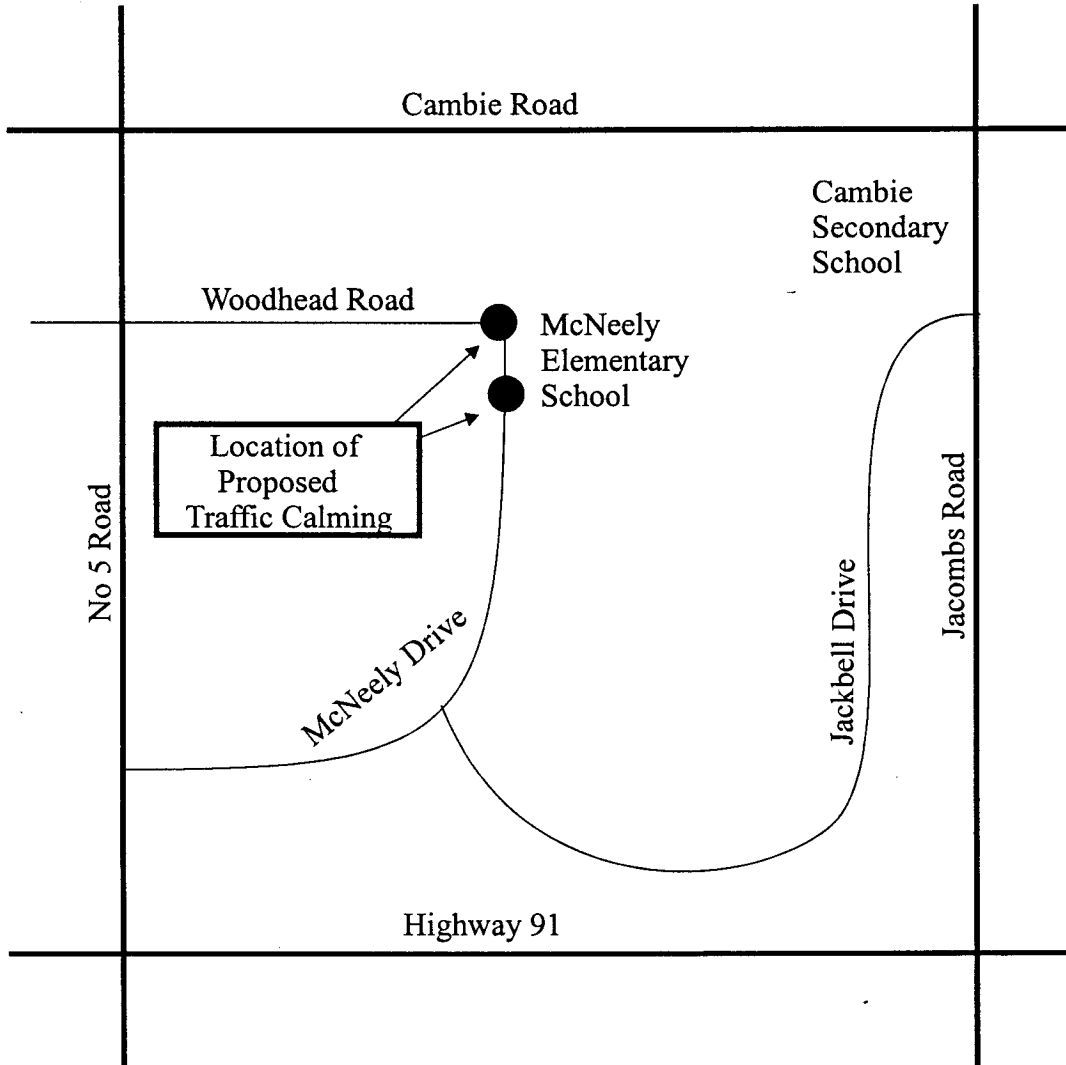 Cambie Road
Cambie
Secondary
School
Woodhead Road
McNeely
Elementary
School
Location of
Proposed
Traffic Calming
No 5 Road
McNeely Drive
Jackbell Drive
Jacombs Road
Highway 91